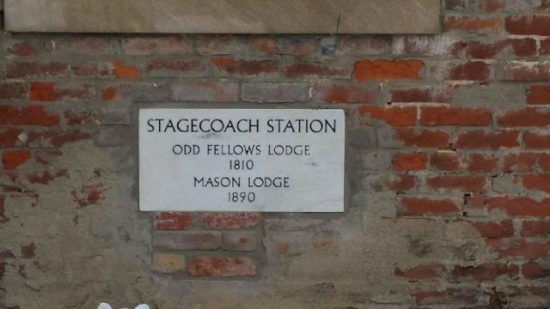 STAGECOACH STATION
ODD FELLOWS LODGE
1810
MASON LODGE
1890